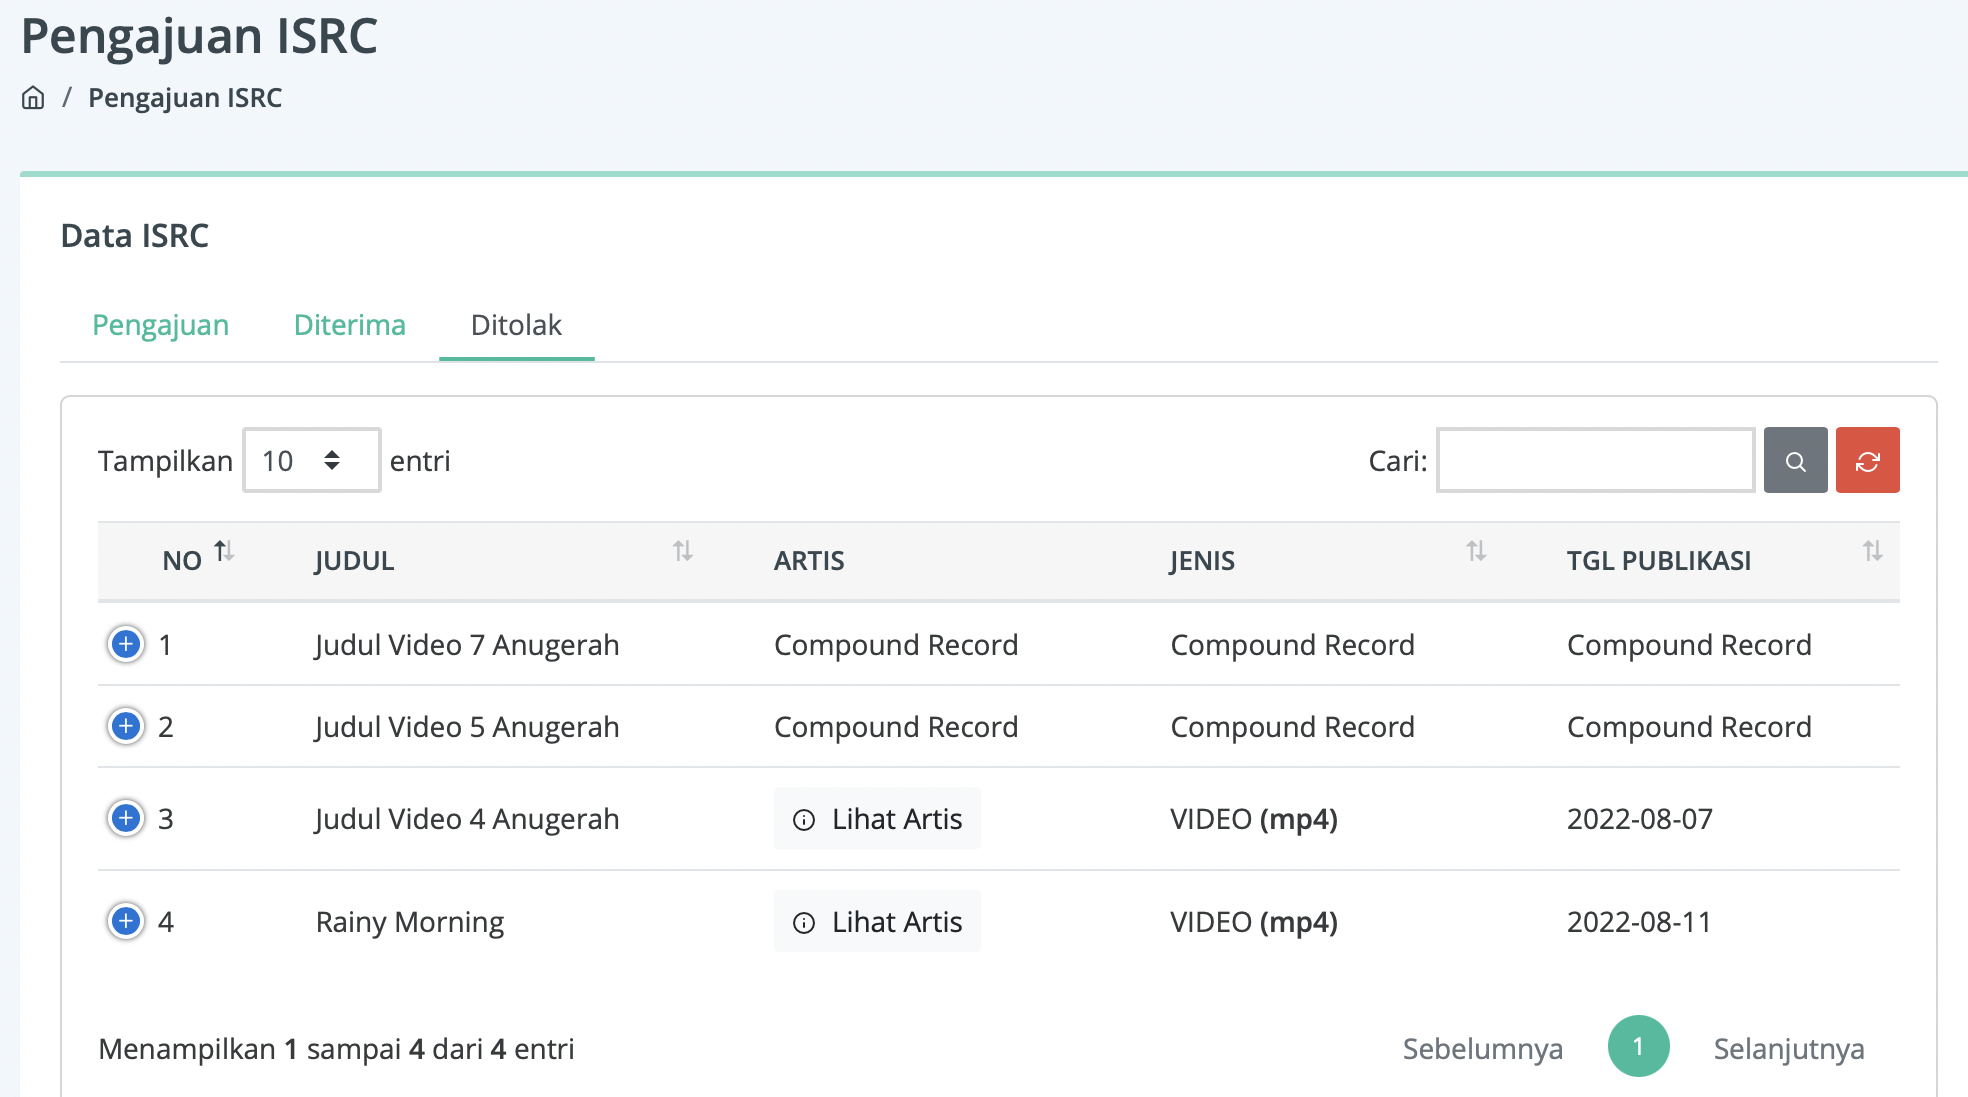 Pengajuan ISRC
/ Pengajuan ISRC
Data ISRC
Pengajuan Diterima Ditolak
Tampilkan 10 entri Cari:
NO JUDUL ARTIS JENIS TGL PUBLIKASI
1 Judul Video 7 Anugerah Compound Record Compound Record Compound Record
2 Judul Video 5 Anugerah Compound Record Compound Record Compound Record
3 Judul Video 4 Anugerah Lihat Artis VIDEO (mp4) 2022-08-07
4 Rainy Morning Lihat Artis VIDEO (mp4) 2022-08-11
Menampilkan 1 sampai 4 dari 4 entri Sebelumnya 1 Selanjutnya